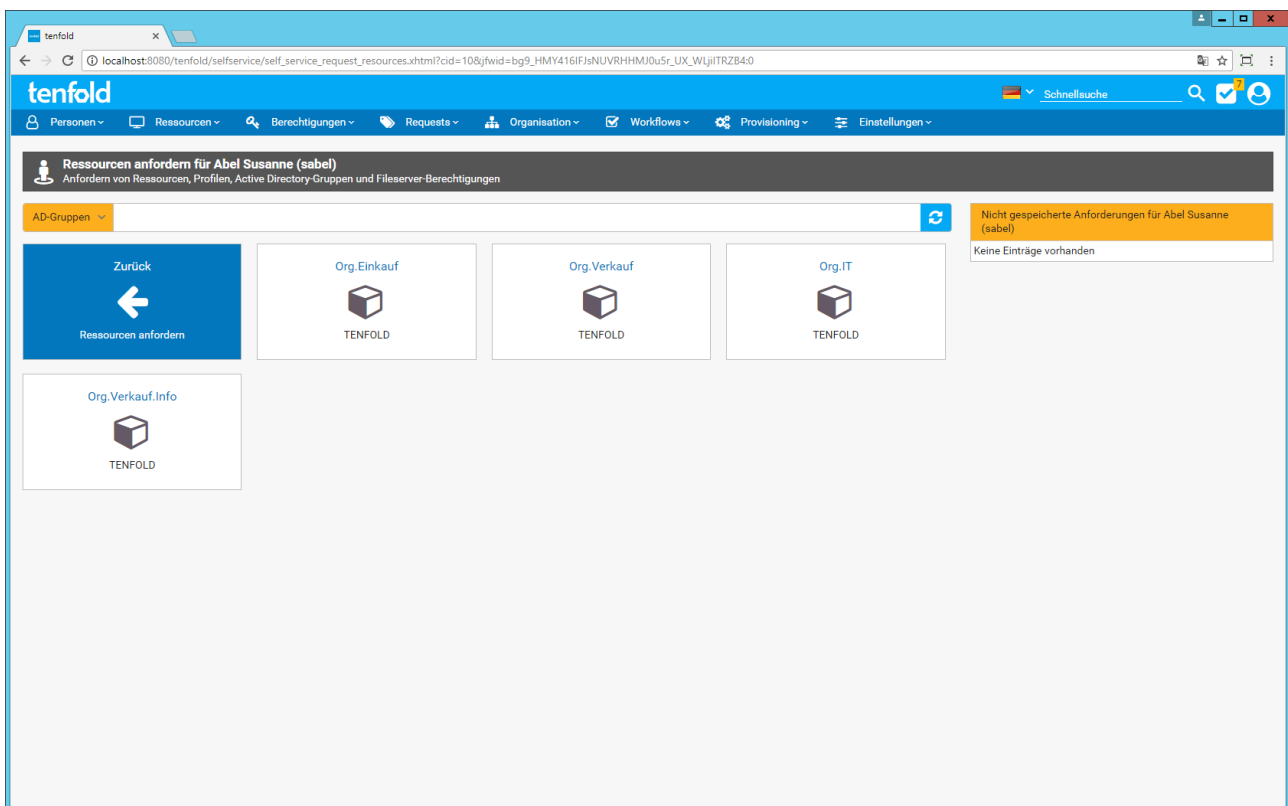 tenfold
localhost:8080/tenfold/selfservice/self_service_request_resources.xhtml?cid=10&jfwid=bg9_HMY416IFJsNUVRHHMJ0u5r_UX_WLjilTRZB4:0
tenfold
Schnellsuche
7
Personen
Ressourcen
Berechtigungen
Requests
Organisation
Workflows
Provisioning
Einstellungen
Ressourcen anfordern für Abel Susanne (sabel)
Anfordern von Ressourcen, Profilen, Active Directory-Gruppen und Fileserver-Berechtigungen
AD-Gruppen
Nicht gespeicherte Anforderungen für Abel Susanne
(sabel)
Keine Einträge vorhanden
Zurück
Ressourcen anfordern
Org.Einkauf
TENFOLD
Org.Verkauf
TENFOLD
Org.IT
TENFOLD
Org.Verkauf.Info
TENFOLD